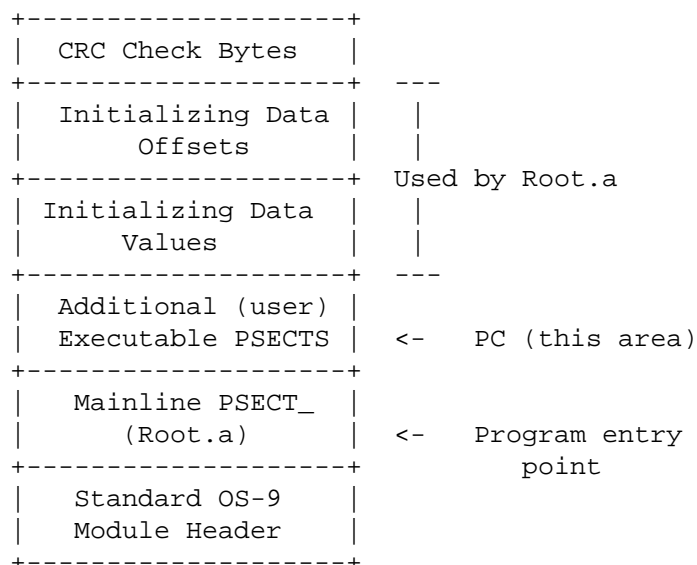 +--------------------+
|  CRC Check Bytes   |
+--------------------+  ---
|  Initializing Data |   |
|       Offsets      |   |
+--------------------+  Used by Root.a
| Initializing Data  |   |
|      Values        |   |
+--------------------+  ---
|  Additional (user) |
|  Executable PSECTS |  <-   PC (this area)
+--------------------+
|   Mainline PSECT_  |
|      (Root.a)      |  <-   Program entry
+--------------------+          point
|   Standard OS-9    |
|   Module Header    |
+--------------------+